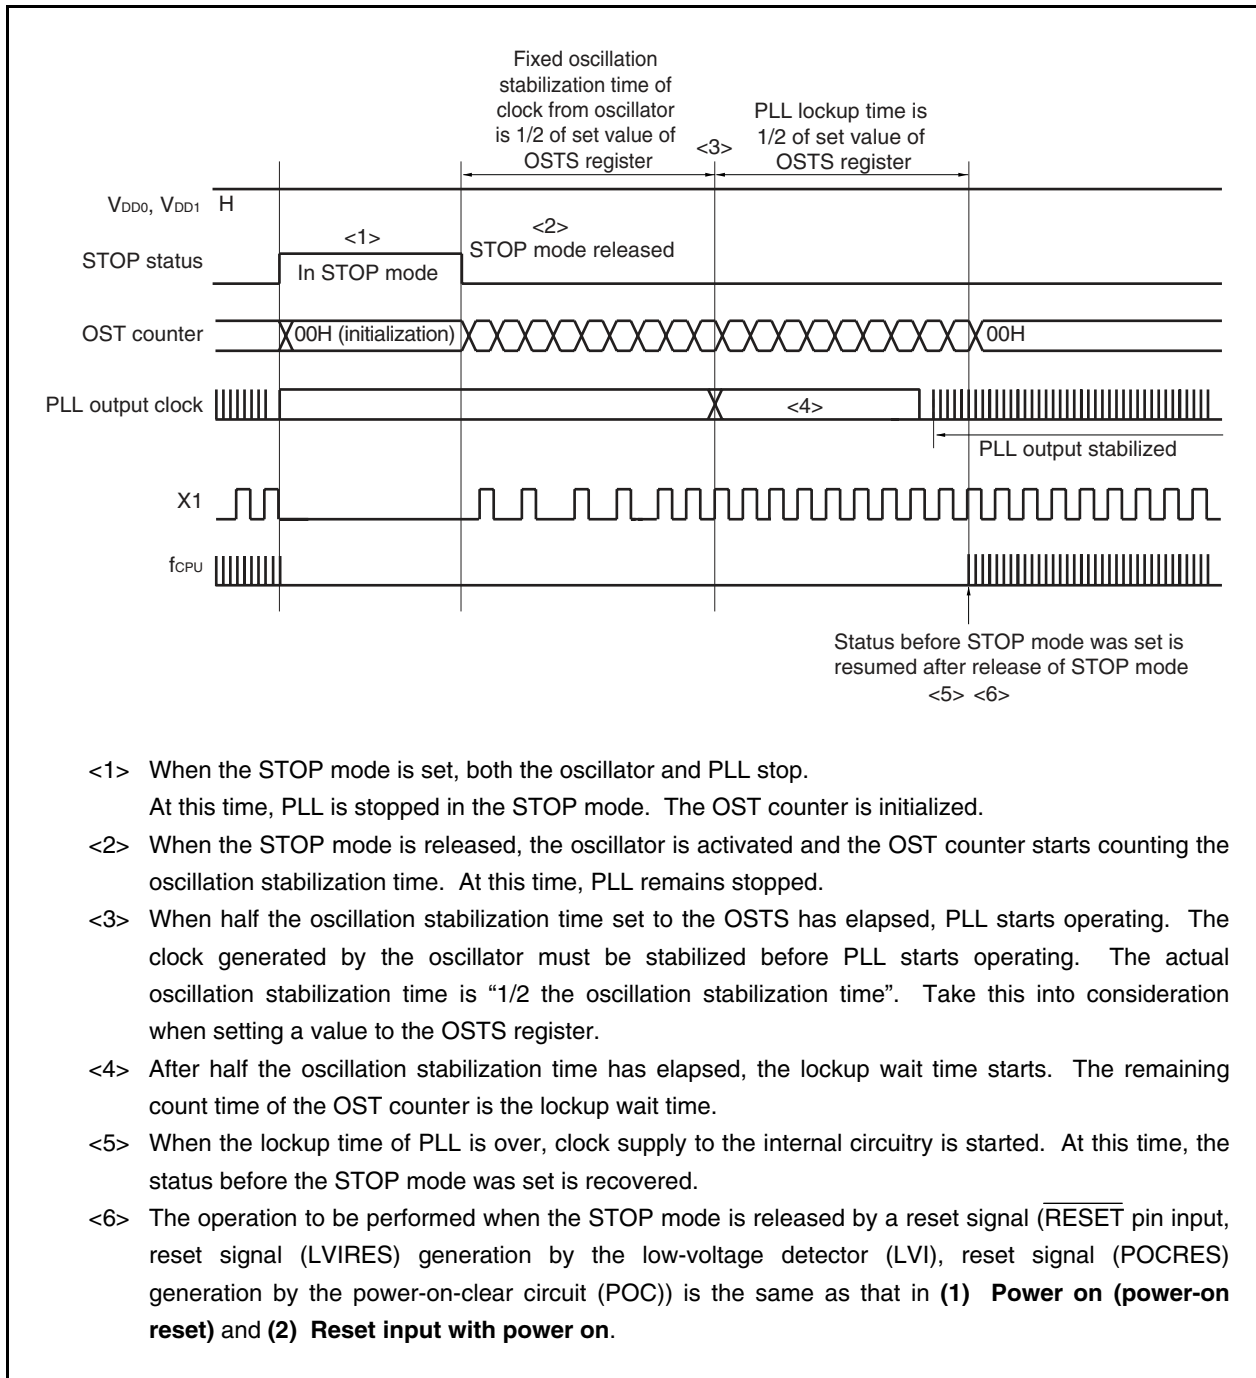 Fixed oscillation
stabilization time of
clock from oscillator
is 1/2 of set value of
OSTS register
<3>
PLL lockup time is
1/2 of set value of
OSTS register
VDD0, VDD1 H
<1>
<2>
STOP mode released
STOP status
In STOP mode
OST counter
00H (initialization)
00H
PLL output clock
<4>
PLL output stabilized
X1
fCPU
Status before STOP mode was set is
resumed after release of STOP mode
<5> <6>
<1> When the STOP mode is set, both the oscillator and PLL stop.
At this time, PLL is stopped in the STOP mode. The OST counter is initialized.
<2> When the STOP mode is released, the oscillator is activated and the OST counter starts counting the
oscillation stabilization time. At this time, PLL remains stopped.
<3> When half the oscillation stabilization time set to the OSTS has elapsed, PLL starts operating. The
clock generated by the oscillator must be stabilized before PLL starts operating. The actual
oscillation stabilization time is “1/2 the oscillation stabilization time”. Take this into consideration
when setting a value to the OSTS register.
<4> After half the oscillation stabilization time has elapsed, the lockup wait time starts. The remaining
count time of the OST counter is the lockup wait time.
<5> When the lockup time of PLL is over, clock supply to the internal circuitry is started. At this time, the
status before the STOP mode was set is recovered.
<6> The operation to be performed when the STOP mode is released by a reset signal (RESET pin input,
reset signal (LVIRES) generation by the low-voltage detector (LVI), reset signal (POCRES)
generation by the power-on-clear circuit (POC)) is the same as that in (1) Power on (power-on
reset) and (2) Reset input with power on.